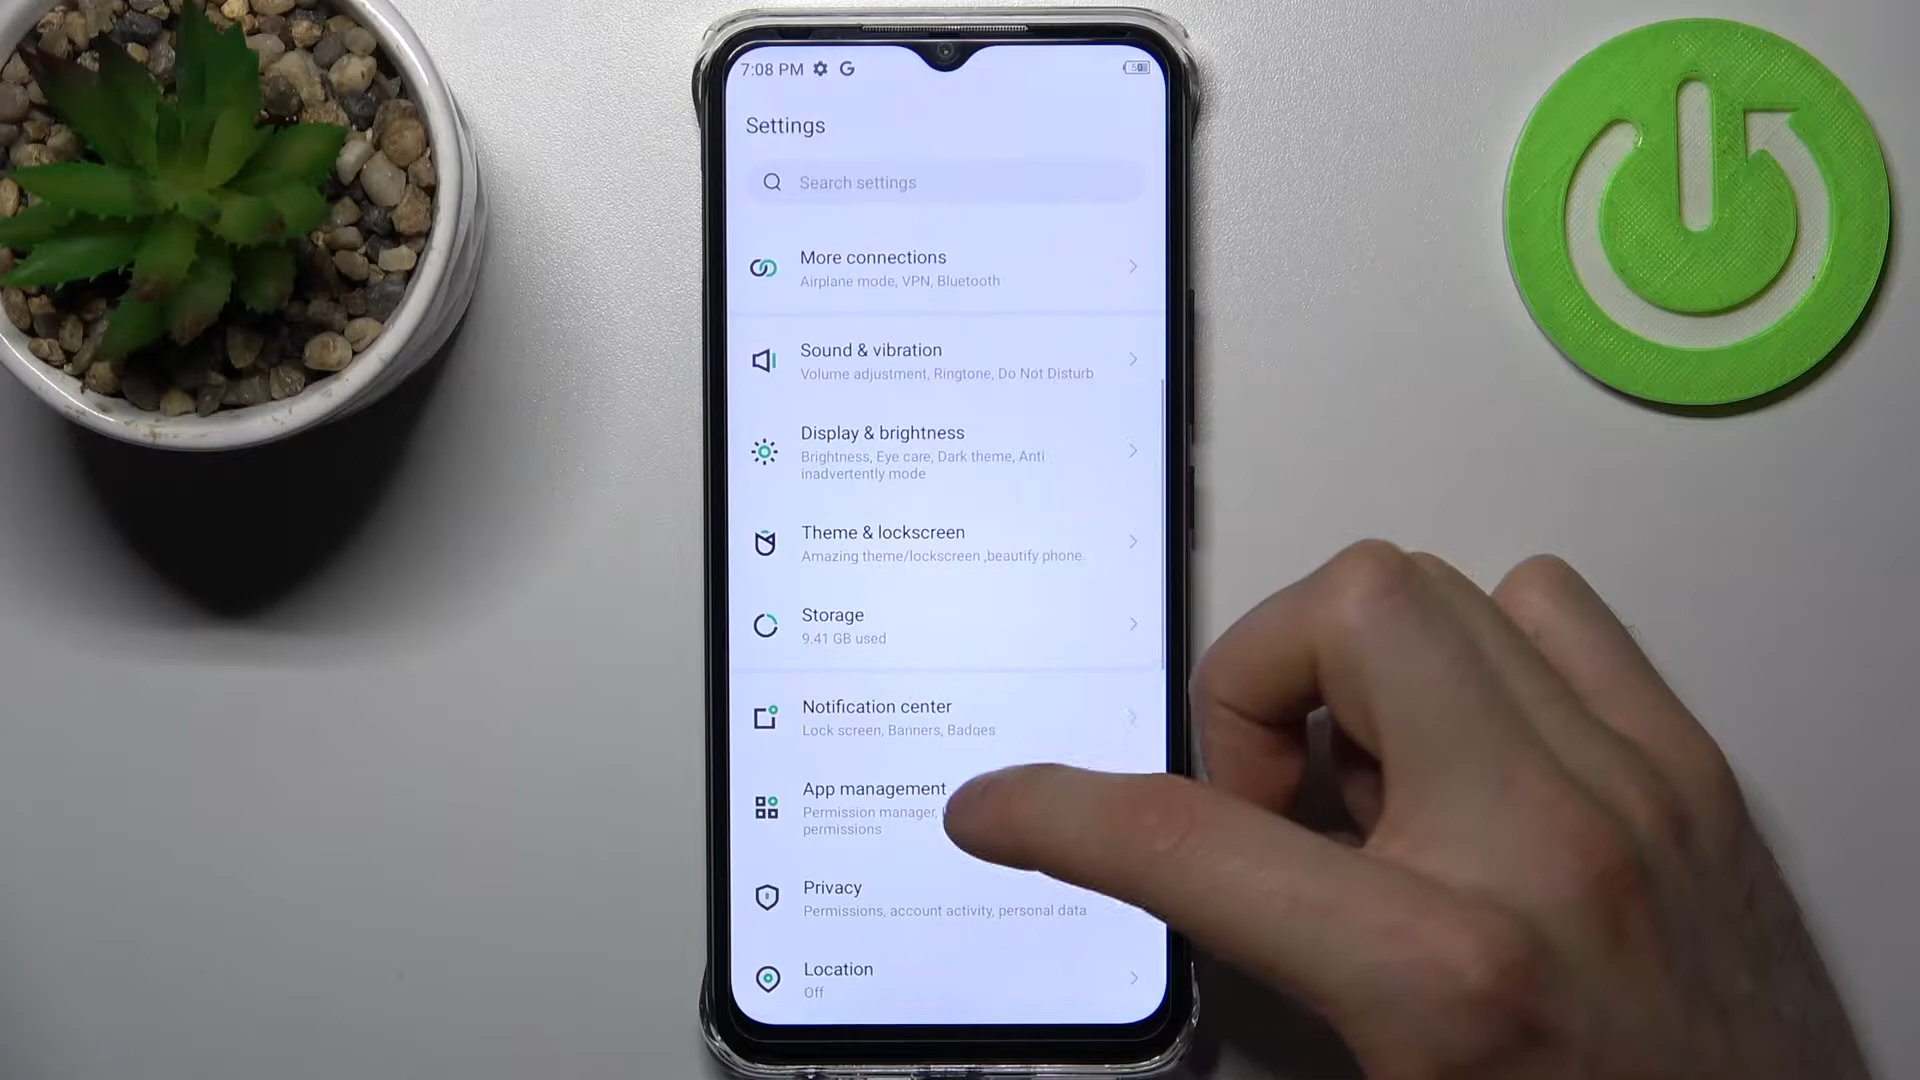 7:08 PM
50
Settings
Search settings
More connections
Airplane mode, VPN, Bluetooth
Sound & vibration
Volume adjustment, Ringtone, Do Not Disturb
Display & brightness
Brightness, Eye care, Dark theme, Anti
inadvertently mode
Theme & lockscreen
Amazing theme/lockscreen ,beautify phone.
Storage
9.41 GB used
Notification center
Lock screen, Banners, Badges
App management
Permission manager,
permissions
Privacy
Permissions, account activity, personal data
Location
Off